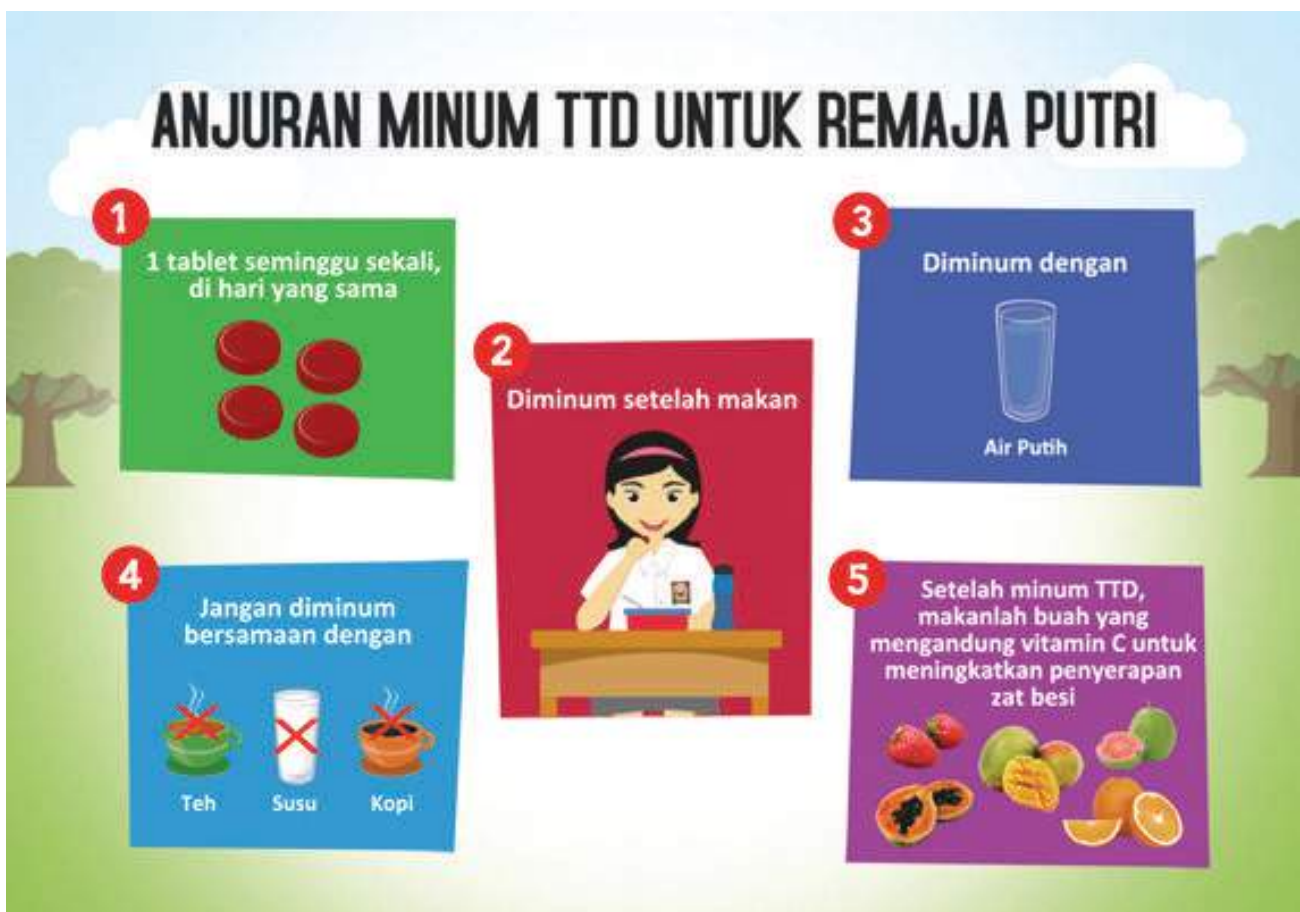 ANJURAN MINUM TTD UNTUK REMAJA PUTRI
1
1 tablet seminggu sekali,
di hari yang sama
2
Diminum setelah makan
3
Diminum dengan
Air Putih
4
Jangan diminum
bersamaan dengan
Teh
Susu
Kopi
5
Setelah minum TTD,
makanlah buah yang
mengandung vitamin C untuk
meningkatkan penyerapan
zat besi